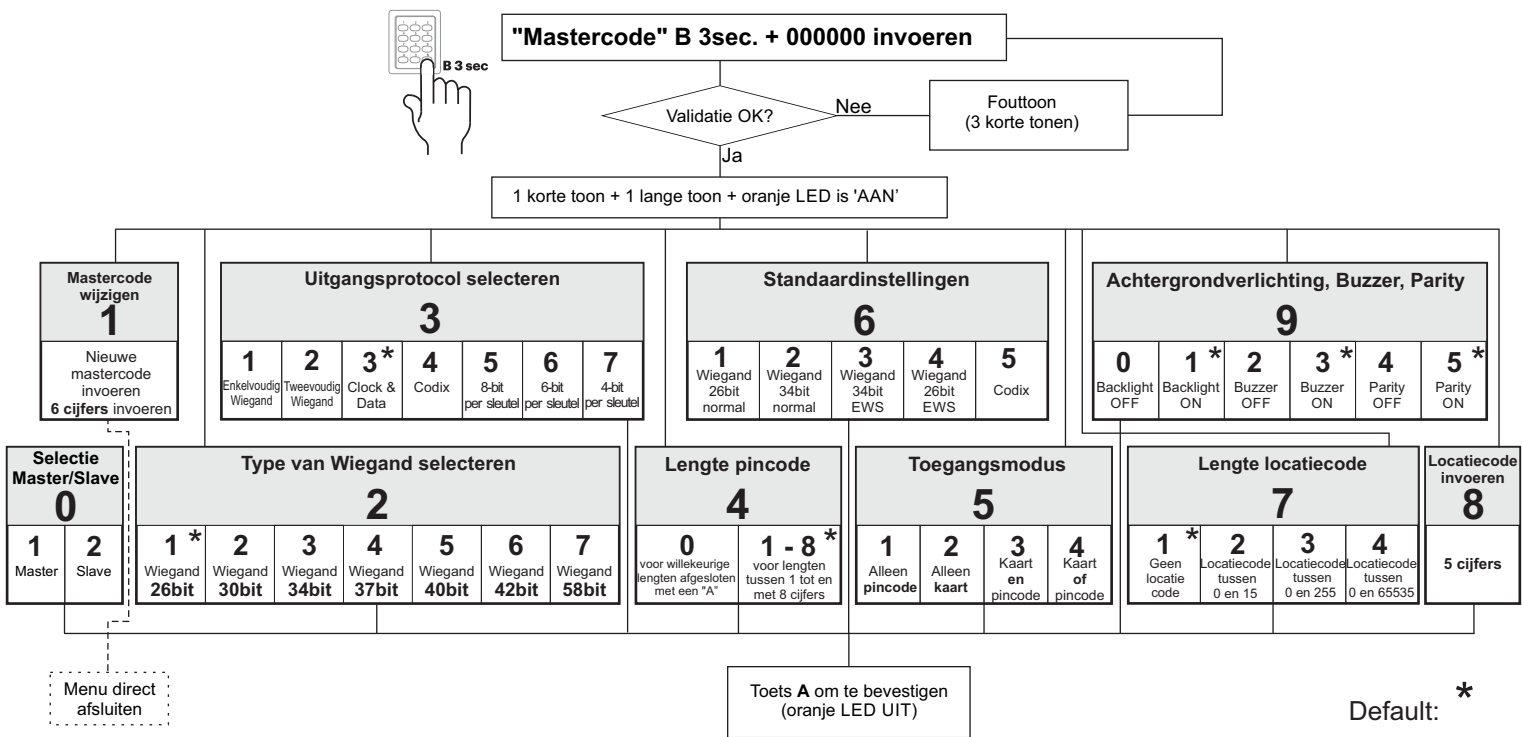 "Mastercode" B 3sec. + 000000 invoeren
B 3 sec
Validatie OK?
Nee
Fouttoon
(3 korte tonen)
Ja
1 korte toon + 1 lange toon + oranje LED is 'AAN’
Mastercode
wijzigen
1
Nieuwe
mastercode
invoeren
6 cijfers invoeren
Uitgangsprotocol selecteren
3
1
Enkelvoudig
Wiegand
2
Tweevoudig
Wiegand
3*
Clock &
Data
4
Codix
5
8-bit
per sleutel
6
6-bit
per sleutel
7
4-bit
per sleutel
Standaardinstellingen
6
1
Wiegand
26bit
normal
2
Wiegand
34bit
normal
3
Wiegand
34bit
EWS
4
Wiegand
26bit
EWS
5
Codix
Achtergrondverlichting, Buzzer, Parity
9
0
Backlight
OFF
1 *
Backlight
ON
2
Buzzer
OFF
3 *
Buzzer
ON
4
Parity
OFF
5 *
Parity
ON
Selectie
Master/Slave
0
1
Master
2
Slave
Type van Wiegand selecteren
2
1 *
Wiegand
26bit
2
Wiegand
30bit
3
Wiegand
34bit
4
Wiegand
37bit
5
Wiegand
40bit
6
Wiegand
42bit
7
Wiegand
58bit
Lengte pincode
4
0
voor willekeurige
lengten afgesloten
met een "A"
1 - 8 *
voor lengten
tussen 1 tot en
met 8 cijfers
Toegangsmodus
5
1
Alleen
pincode
2
Alleen
kaart
3
Kaart
en
pincode
4
Kaart
of
pincode
Lengte locatiecode
7
1 *
Geen
locatie
code
2
Locatiecode
tussen
0 en 15
3
Locatiecode
tussen
0 en 255
4
Locatiecode
tussen
0 en 65535
Locatiecode
invoeren
8
5 cijfers
Menu direct
afsluiten
Toets A om te bevestigen
(oranje LED UIT)
Default: *